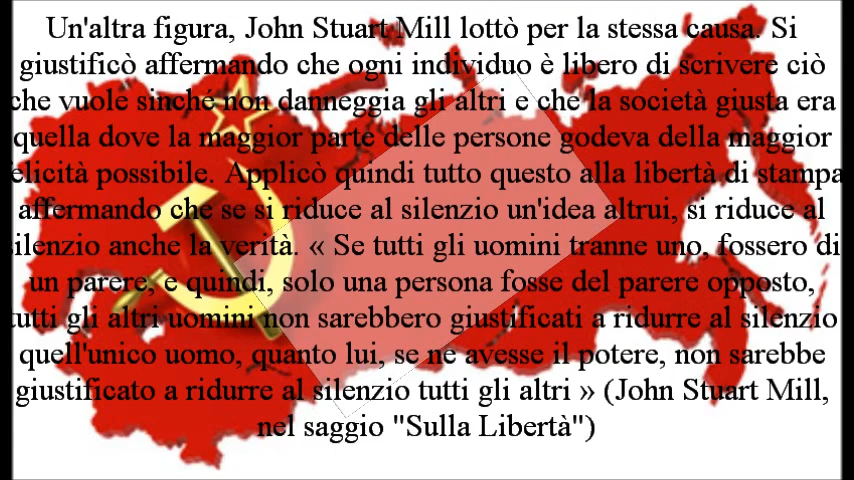 Un'altra figura, John Stuart Mill lottò per la stessa causa. Si
giustificò affermando che ogni individuo è libero di scrivere ciò
che vuole sinché non danneggia gli altri e che la società giusta era
quella dove la maggior parte delle persone godeva della maggior
elicità possibile. Applicò quindi tutto questo alla libertà di stampa
affermando che se si riduce al silenzio un'idea altrui, si riduce al
silenzio anche la verità. « Se tutti gli uomini tranne uno, fossero di
un parere, e quindi, solo una persona fosse del parere opposto,
tutti gli altri uomini non sarebbero giustificati a ridurre al silenzio
quell'unico uomo, quanto lui, se ne avesse il potere, non sarebbe
giustificato a ridurre al silenzio tutti gli altri » (John Stuart Mill,
nel saggio "Sulla Libertà")